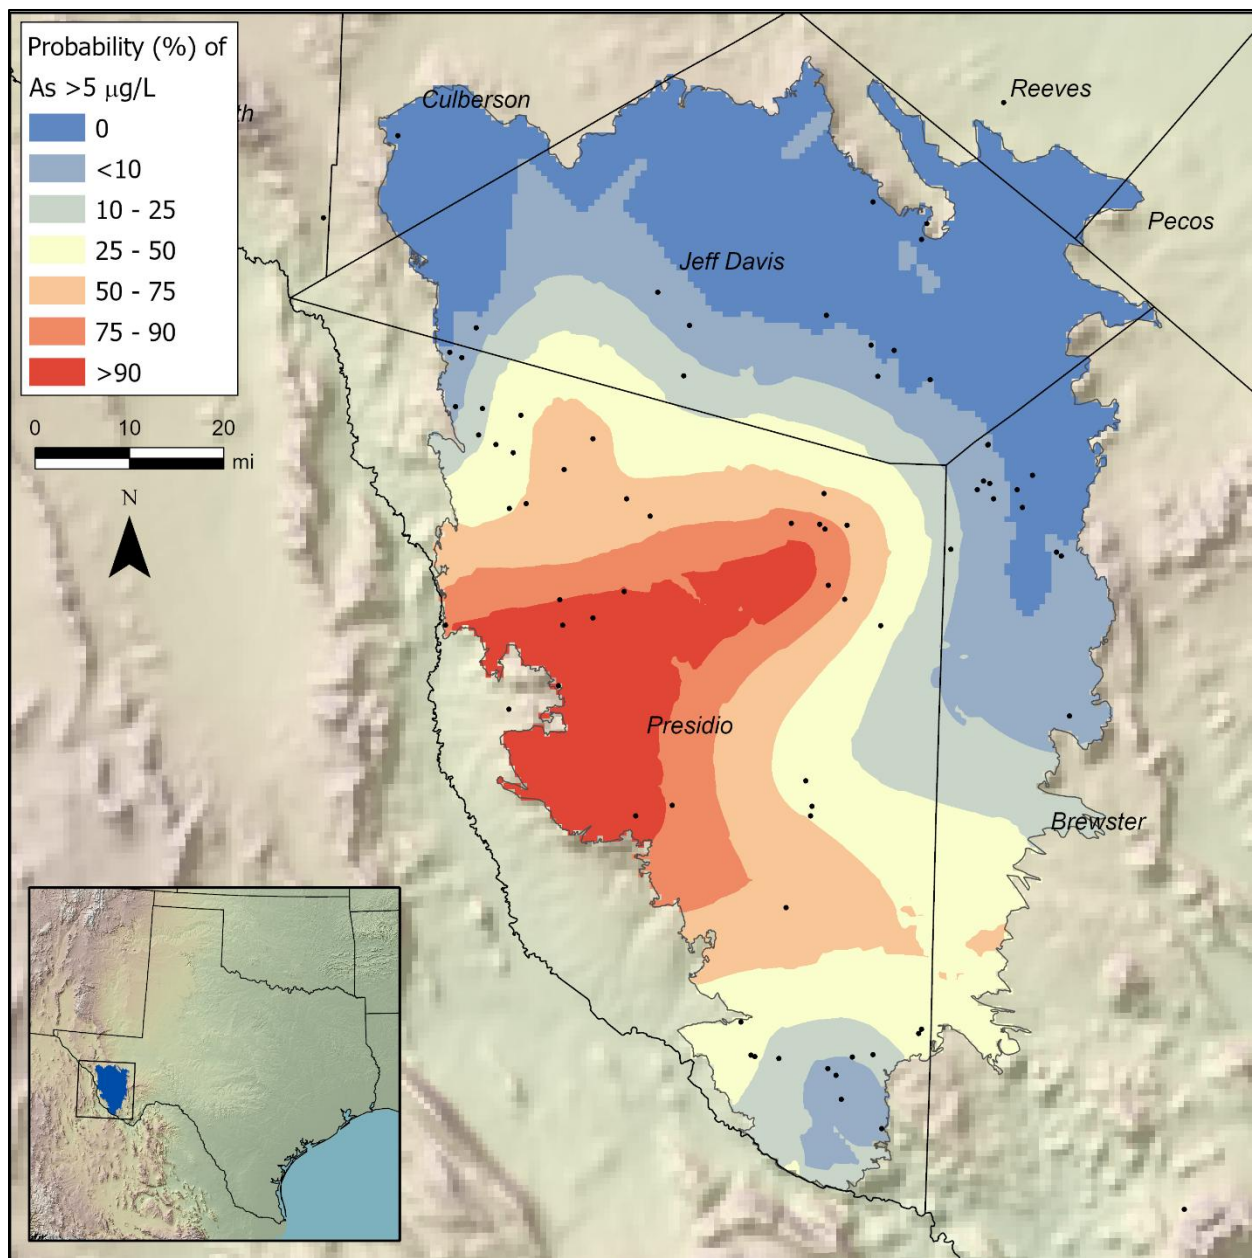 Probability (%) of
As >5 μg/L
0
<10
10 - 25
25 - 50
50 - 75
75 - 90
>90
0 10 20
mi
N
th
Culberson
Reeves
Pecos
Jeff Davis
Presidio
Brewster